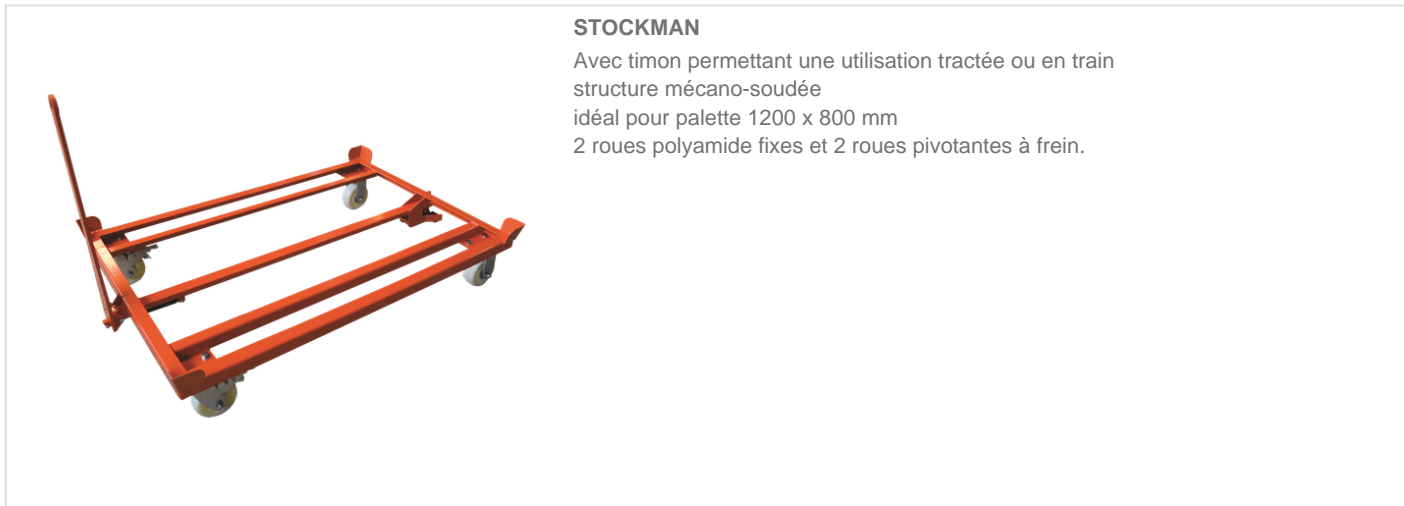 STOCKMAN
Avec timon permettant une utilisation tractée ou en train
structure mécano-soudée
idéal pour palette 1200 x 800 mm
2 roues polyamide fixes et 2 roues pivotantes à frein.